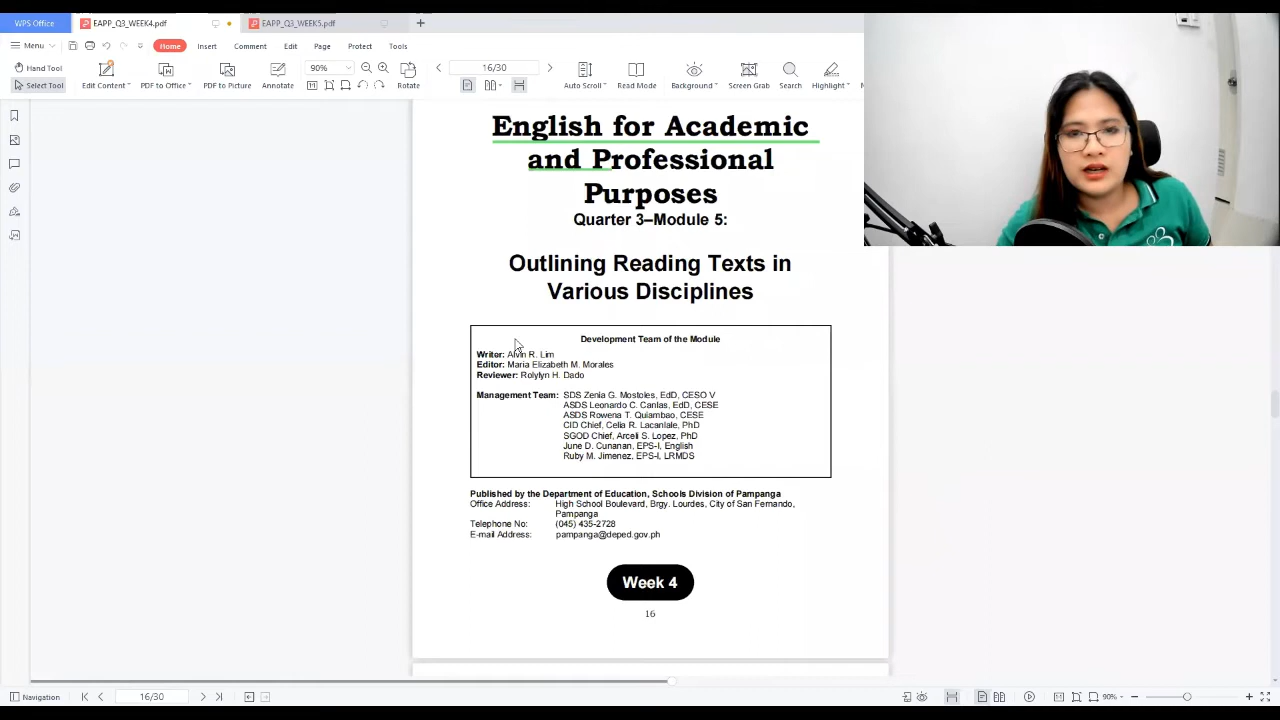 WPS Office
EAPP_Q3_WEEK4.pdf
EAPP_Q3_WEEK5.pdf
Menu
Home
Insert
Comment
Edit
Page
Protect
Tools
Hand Tool
Select Tool
Edit Content
PDF to Office
PDF to Picture
Annotate
90%
Rotate
16/30
Auto Scroll
Read Mode
Background
Screen Grab
Search
Highlight
English for Academic
and Professional
Purposes
Quarter 3–Module 5:
Outlining Reading Texts in
Various Disciplines
Development Team of the Module
Writer: Alvin R. Lim
Editor: Maria Elizabeth M. Morales
Reviewer: Rolylyn H. Dado
Management Team: SDS Zenia G. Mostoles, EdD, CESO V
ASDS Leonardo C. Canlas, EdD, CESE
ASDS Rowena T. Quiambao, CESE
CID Chief, Celia R. Lacanlale, PhD
SGOD Chief, Arceli S. Lopez, PhD
June D. Cunanan, EPS-I, English
Ruby M. Jimenez, EPS-I, LRMDS
Published by the Department of Education, Schools Division of Pampanga
Office Address: High School Boulevard, Brgy. Lourdes, City of San Fernando,
Pampanga
Telephone No: (045) 435-2728
E-mail Address: pampanga@deped.gov.ph
Week 4
16
Navigation
16/30
90%